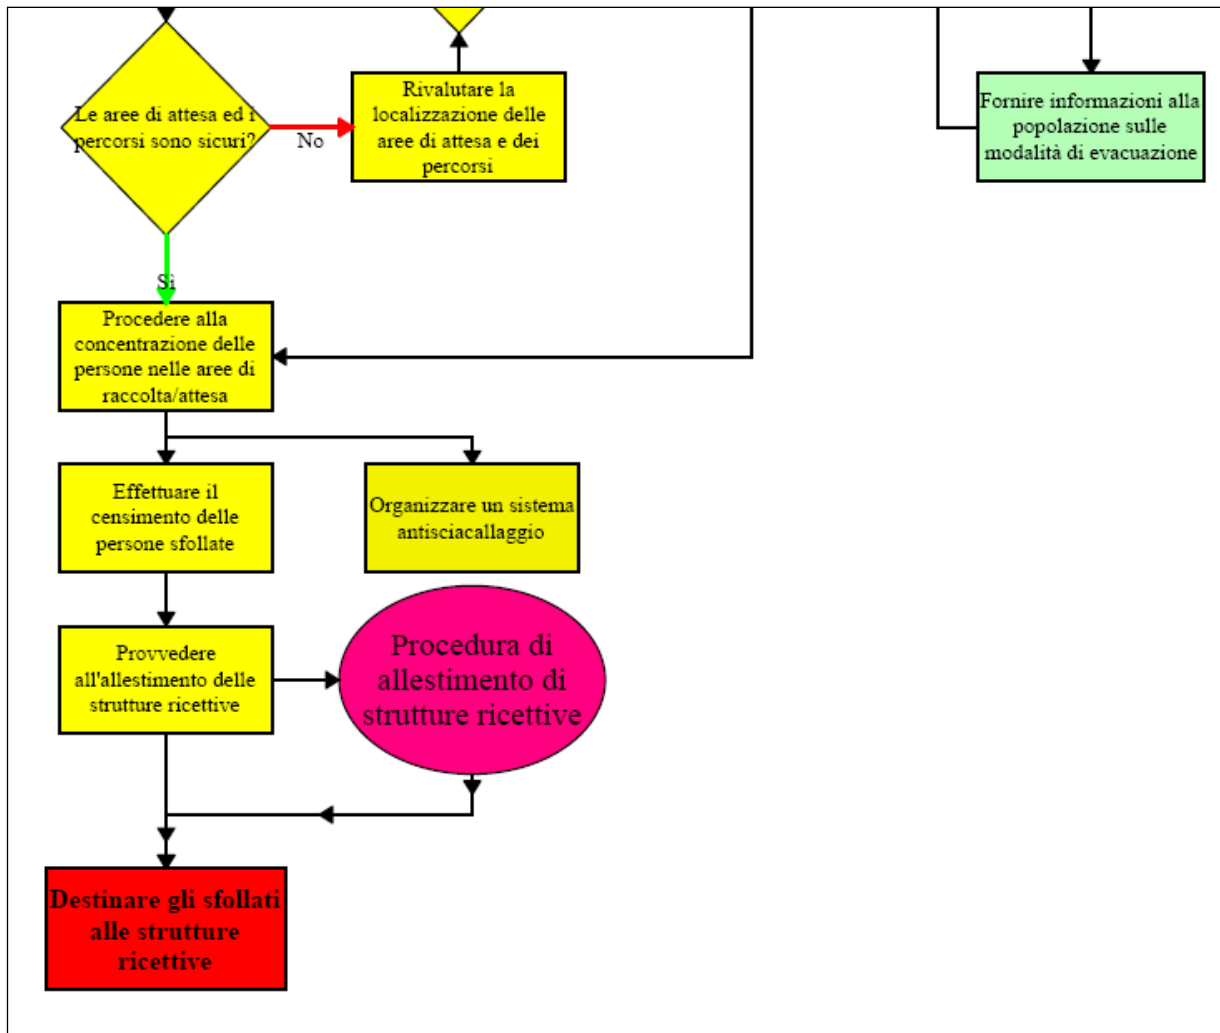 Le aree di attesa ed i
percorsi sono sicuri?
No
Rivalutare la
localizzazione delle
aree di attesa e dei
percorsi
Fornire informazioni alla
popolazione sulle
modalità di evacuazione
Si
Procedere alla
concentrazione delle
persone nelle aree di
raccolta/attesa
Effettuare il
censimento delle
persone sfollate
Organizzare un sistema
antisciacallaggio
Provvedere
all'allestimento delle
strutture ricettive
Procedura di
allestimento di
strutture ricettive
Destinare gli sfollati
alle strutture
ricettive